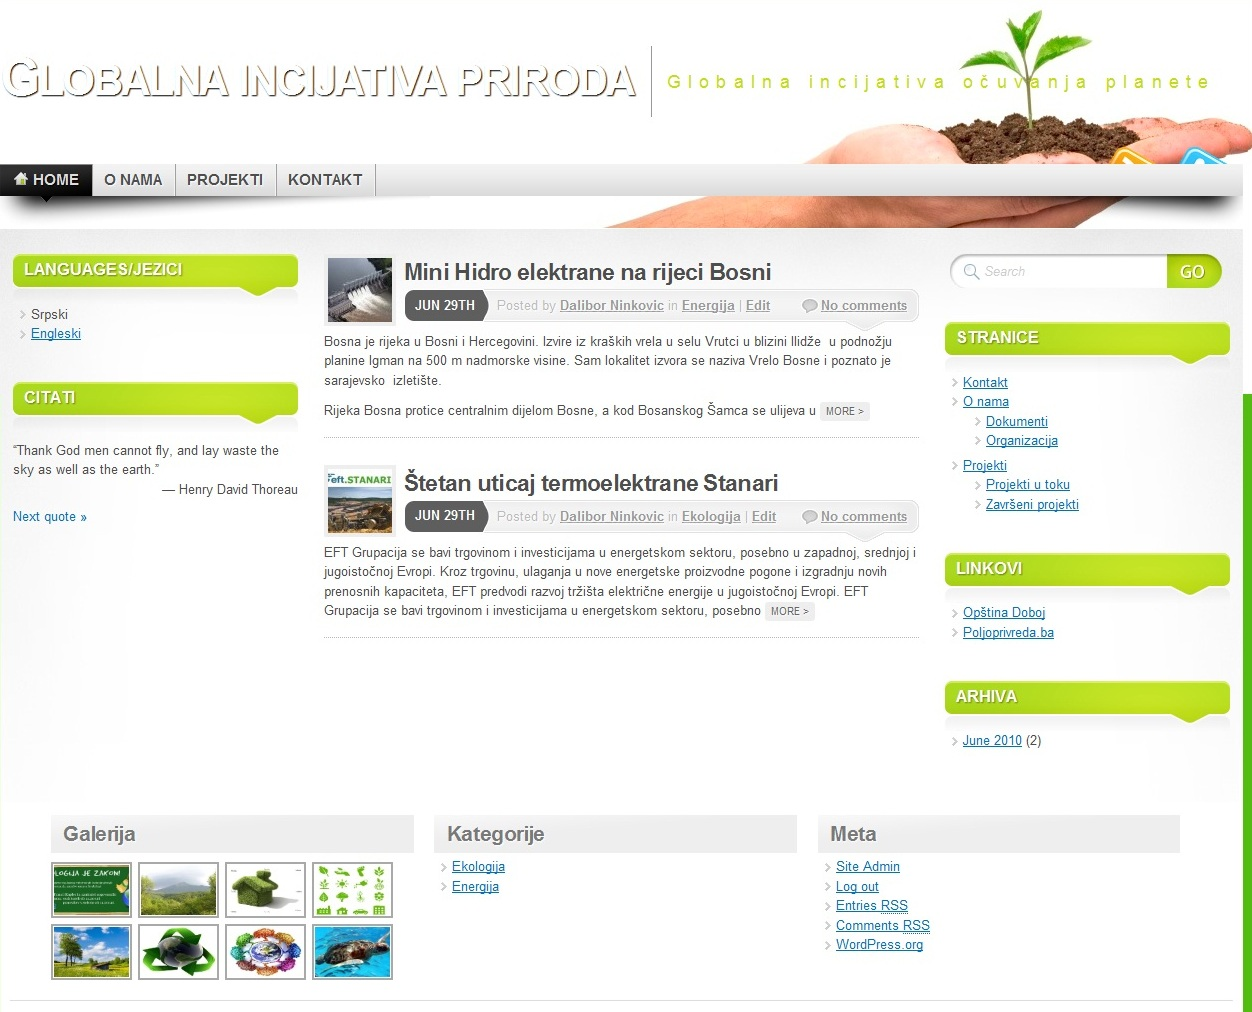 GLOBALNA INCIJATIVA PRIRODA
Globalna incijativa očuvanja planete
HOME
O NAMA
PROJEKTI
KONTAKT
LANGUAGES/JEZICI
Srpski
Engleski
CITATI
“Thank God men cannot fly, and lay waste the
sky as well as the earth.”
— Henry David Thoreau
Next quote »
Mini Hidro elektrane na rijeci Bosni
JUN 29TH
Posted by Dalibor Ninkovic in Energija | Edit
No comments
Bosna je rijeka u Bosni i Hercegovini. Izvire iz kraških vrela u selu Vrutci u blizini Ilidže  u podnožju
planine Igman na 500 m nadmorske visine. Sam lokalitet izvora se naziva Vrelo Bosne i poznato je
sarajevsko  izletište.
Rijeka Bosna protice centralnim dijelom Bosne, a kod Bosanskog Šamca se ulijeva u MORE >
eft.STANARI
Štetan uticaj termoelektrane Stanari
JUN 29TH
Posted by Dalibor Ninkovic in Ekologija | Edit
No comments
EFT Grupacija se bavi trgovinom i investicijama u energetskom sektoru, posebno u zapadnoj, srednjoj i
jugoistočnoj Evropi. Kroz trgovinu, ulaganja u nove energetske proizvodne pogone i izgradnju novih
prenosnih kapaciteta, EFT predvodi razvoj tržišta električne energije u jugoistočnoj Evropi. EFT
Grupacija se bavi trgovinom i investicijama u energetskom sektoru, posebno MORE >
Search
GO
STRANICE
Kontakt
O nama
Dokumenti
Organizacija
Projekti
Projekti u toku
Završeni projekti
LINKOVI
Opština Doboj
Poljoprivreda.ba
ARHIVA
June 2010 (2)
Galerija
LOGIJA JE ZAKON!
Kategorije
Ekologija
Energija
Meta
Site Admin
Log out
Entries RSS
Comments RSS
WordPress.org